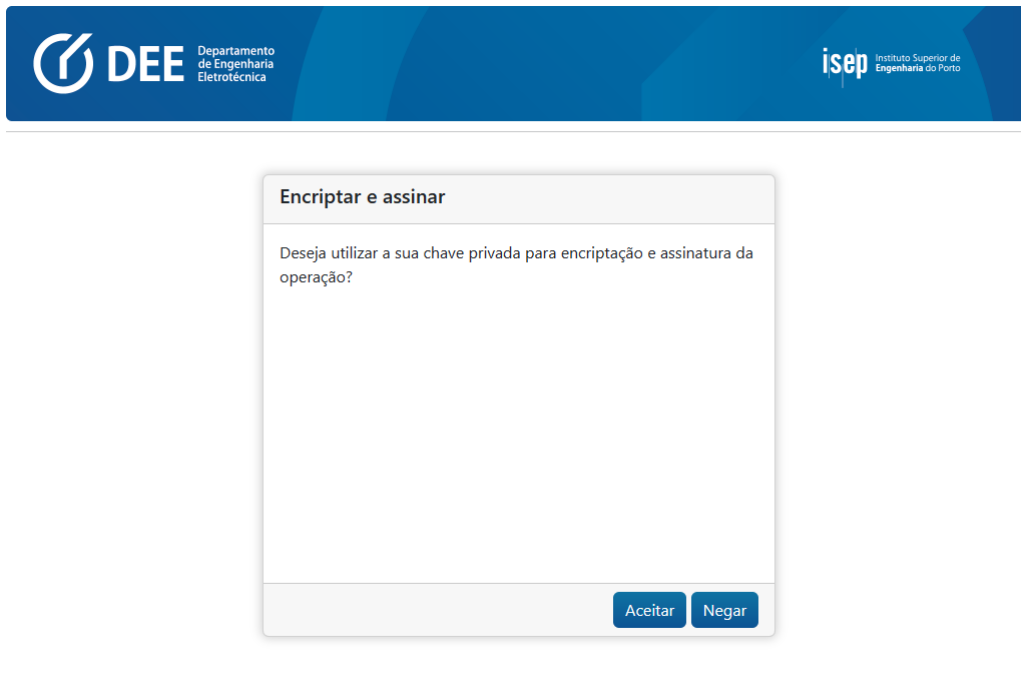 DEE
Departamento
de Engenharia
Eletrotécnica
isep
Instituto Superior de
Engenharia do Porto
Encriptar e assinar
Deseja utilizar a sua chave privada para encriptação e assinatura da
operação?
Aceitar Negar